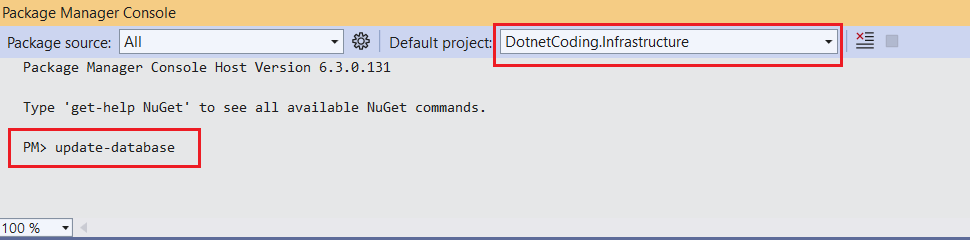 Package Manager Console
Package source: All Default project: DotnetCoding.Infrastructure
Package Manager Console Host Version 6.3.0.131
Type 'get-help NuGet' to see all available NuGet commands.
PM> update-database
100 %